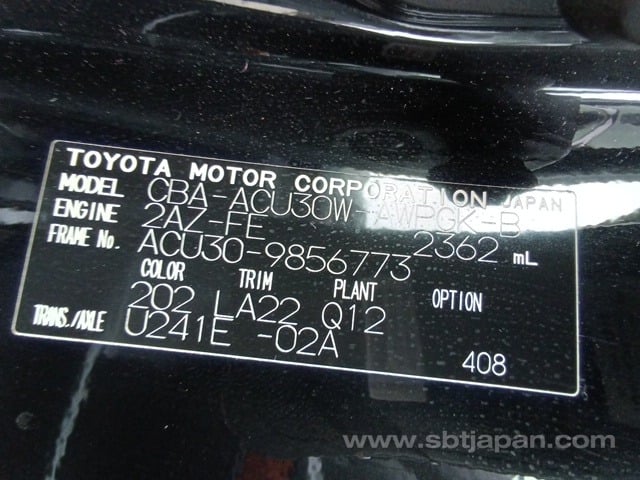 TOYOTA MOTOR CORPORATION JAPAN
MODEL CBA-ACU30W-AWPGK-B
ENGINE 2AZ-FE 2362 mL
FRAME No. ACU30-9856773
COLOR TRIM PLANT OPTION
202 LA22 Q12
TRANS./AXLE U241E -02A
408
www.sbtjapan.com